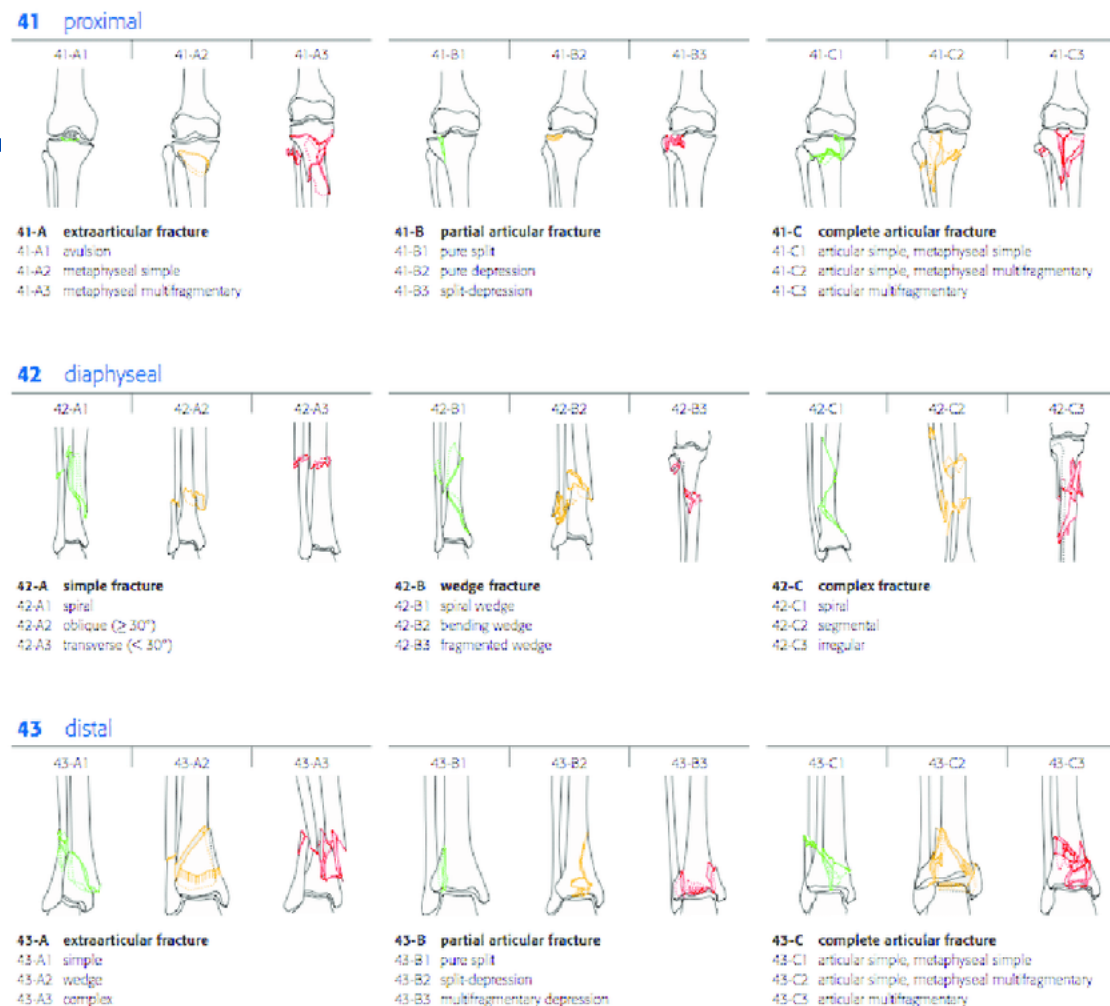 41 proximal
41-A1 41-A2 41-A3 41-B1 41-B2 41-B3 41-C1 41-C2 41-C3
41-A extraarticular fracture
41-A1 avulsion
41-A2 metaphyseal simple
41-A3 metaphyseal multifragmentary
41-B partial articular fracture
41-B1 pure split
41-B2 pure depression
41-B3 split-depression
41-C complete articular fracture
41-C1 articular simple, metaphyseal simple
41-C2 articular simple, metaphyseal multifragmentary
41-C3 articular multifragmentary
42 diaphyseal
42-A1 42-A2 42-A3 42-B1 42-B2 42-B3 42-C1 42-C2 42-C3
42-A simple fracture
42-A1 spiral
42-A2 oblique (≥ 30°)
42-A3 transverse (< 30°)
42-B wedge fracture
42-B1 spiral wedge
42-B2 bending wedge
42-B3 fragmented wedge
42-C complex fracture
42-C1 spiral
42-C2 segmental
42-C3 irregular
43 distal
43-A1 43-A2 43-A3 43-B1 43-B2 43-B3 43-C1 43-C2 43-C3
43-A extraarticular fracture
43-A1 simple
43-A2 wedge
43-A3 complex
43-B partial articular fracture
43-B1 pure split
43-B2 split-depression
43-B3 multifragmentary depression
43-C complete articular fracture
43-C1 articular simple, metaphyseal simple
43-C2 articular simple, metaphyseal multifragmentary
43-C3 articular multifragmentary